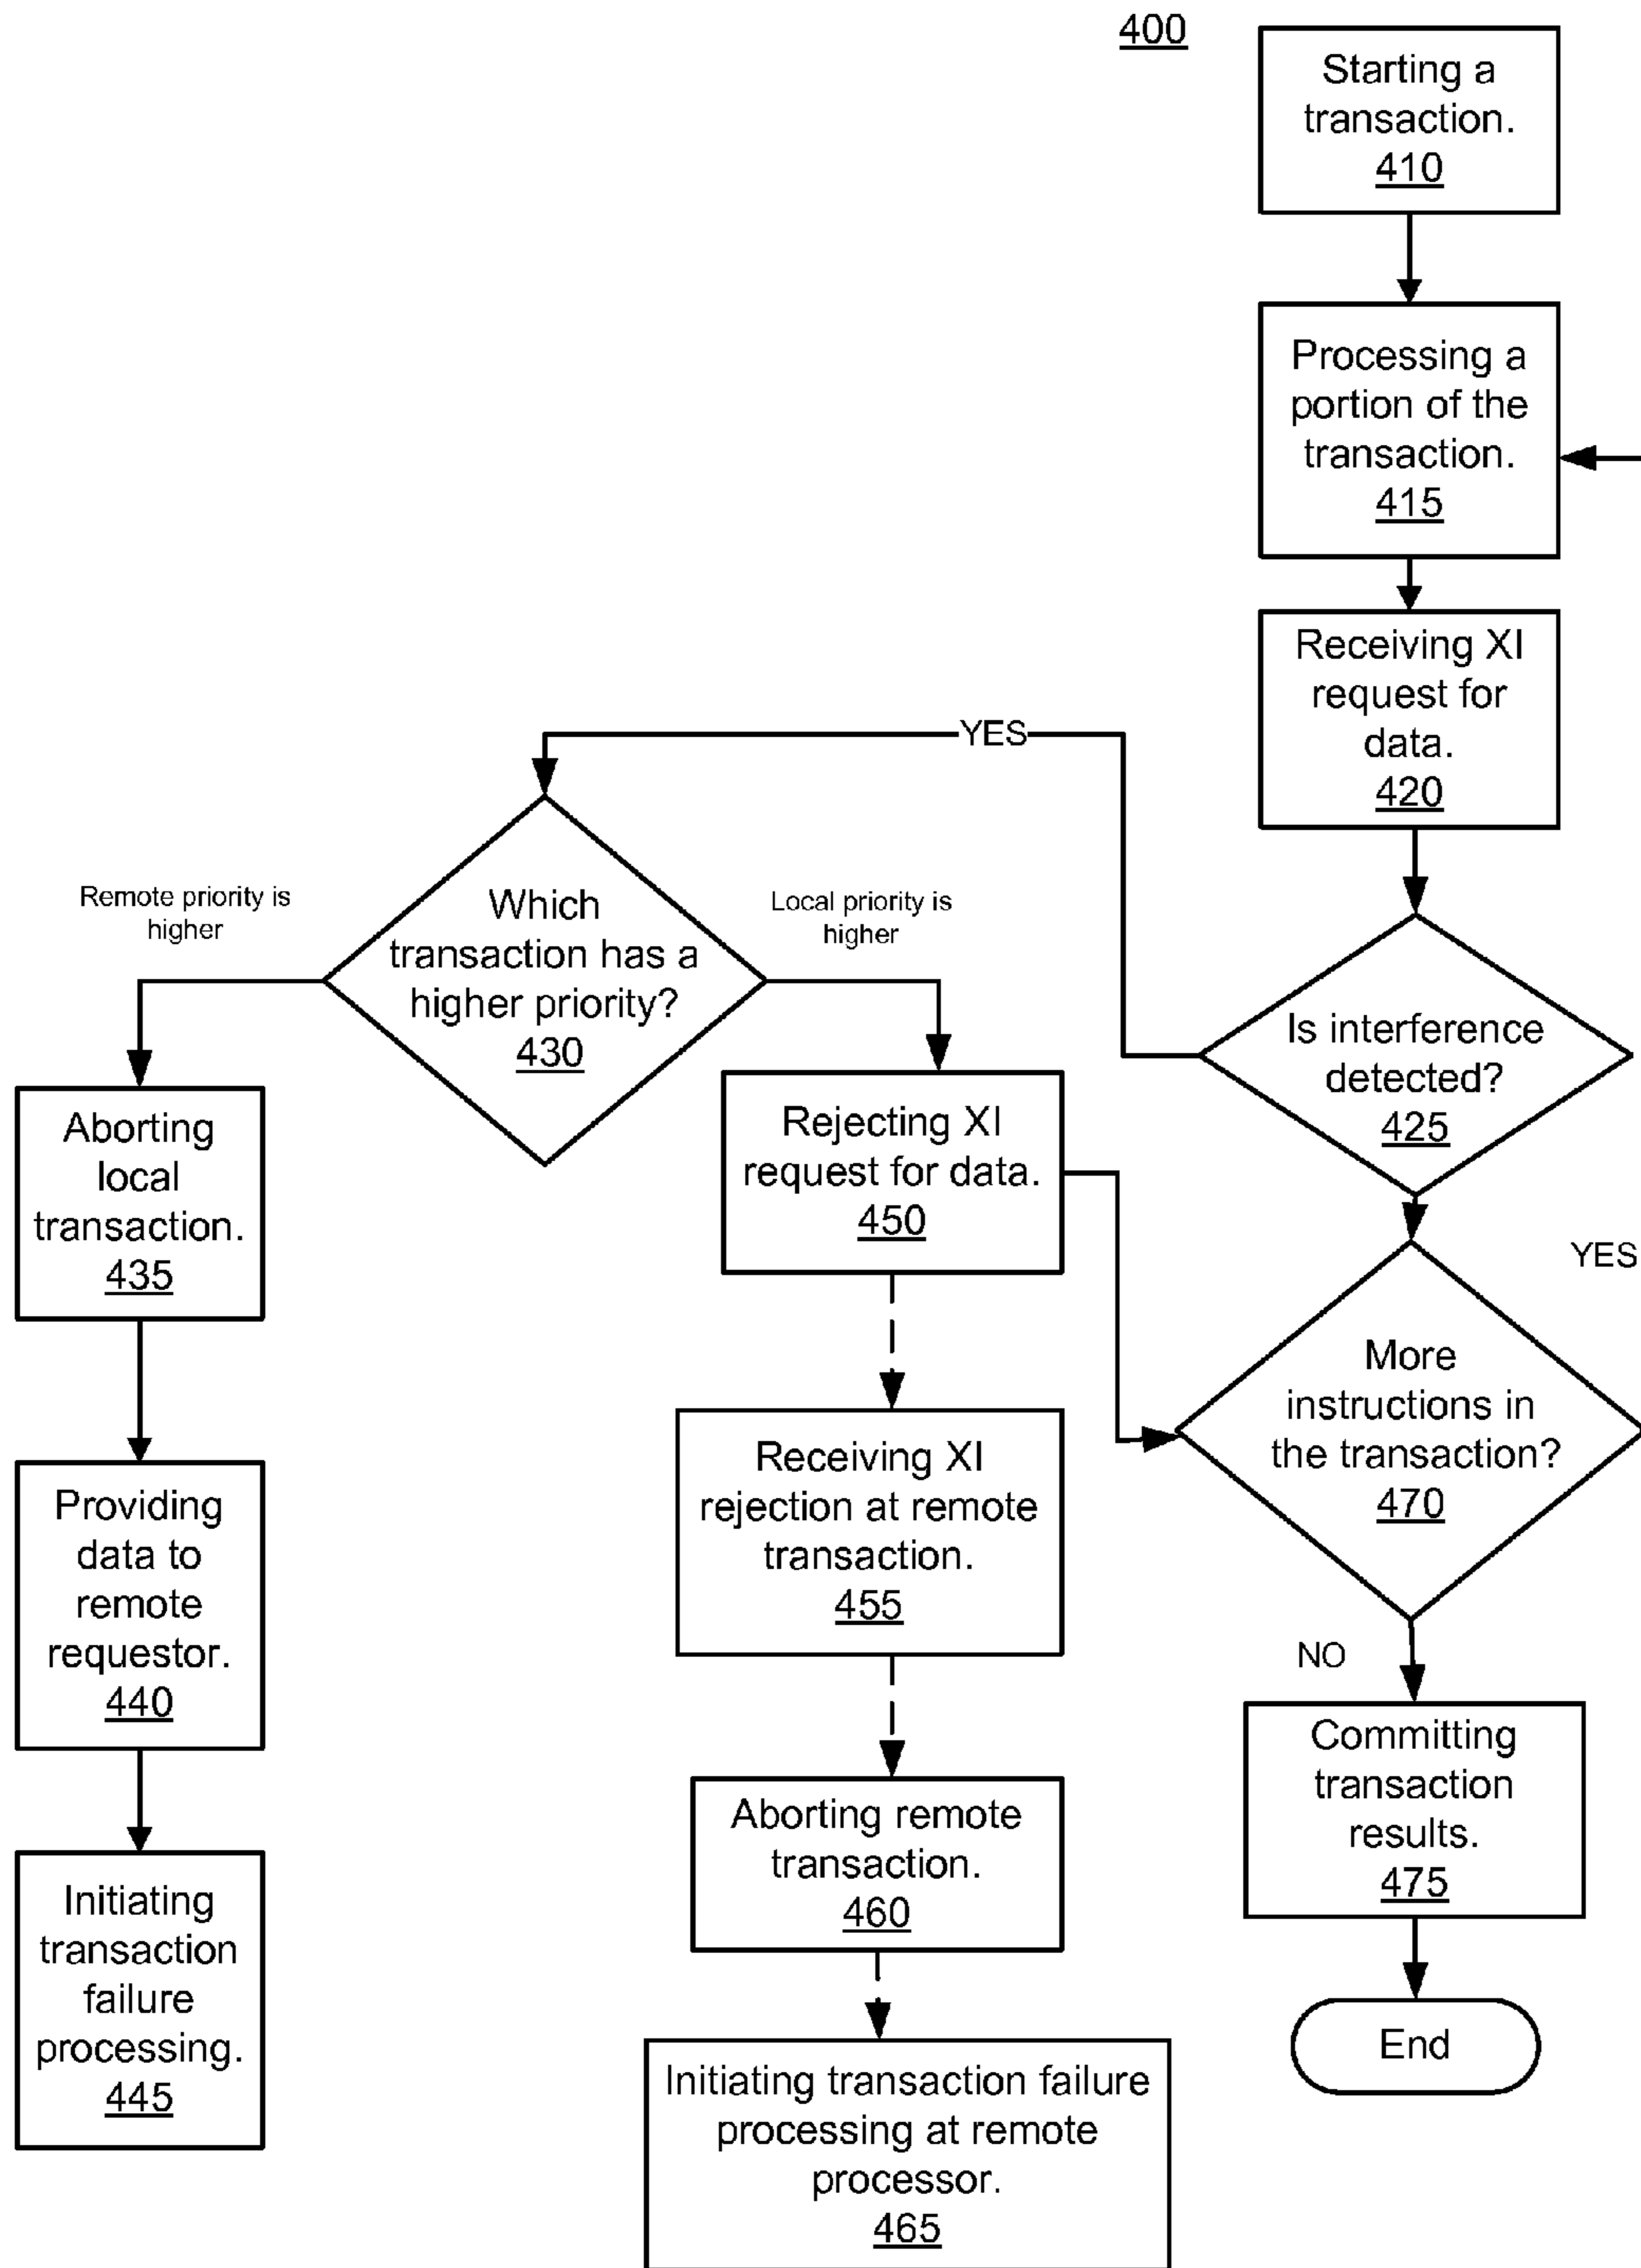 400
Starting a
transaction.
410
Processing a
portion of the
transaction.
415
Receiving XI
request for
data.
420
YES
Is interference
detected?
425
Which
transaction has a
higher priority?
430
Remote priority is
higher
Local priority is
higher
Aborting
local
transaction.
435
Providing
data to
remote
requestor.
440
Initiating
transaction
failure
processing.
445
Rejecting XI
request for data.
450
Receiving XI
rejection at remote
transaction.
455
Aborting remote
transaction.
460
Initiating transaction failure
processing at remote
processor.
465
YES
More
instructions in
the transaction?
470
NO
Committing
transaction
results.
475
End